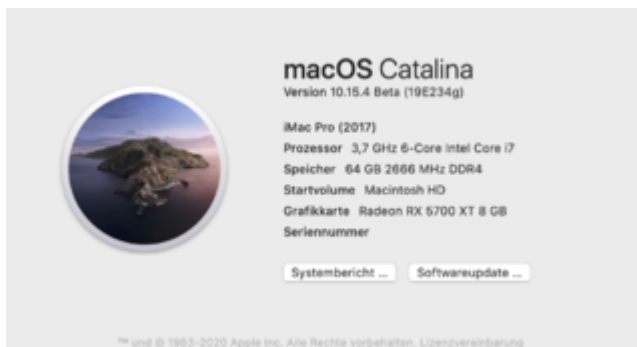 macOS Catalina
Version 10.15.4 Beta (19E234g)
iMac Pro (2017)
Prozessor 3,7 GHz 6-Core Intel Core i7
Speicher 64 GB 2666 MHz DDR4
Startvolume Macintosh HD
Grafikkarte Radeon RX 5700 XT 8 GB
Seriennummer
Systembericht ... Softwareupdate ...
™ und © 1983-2020 Apple Inc. Alle Rechte vorbehalten. Lizenzvereinbarung